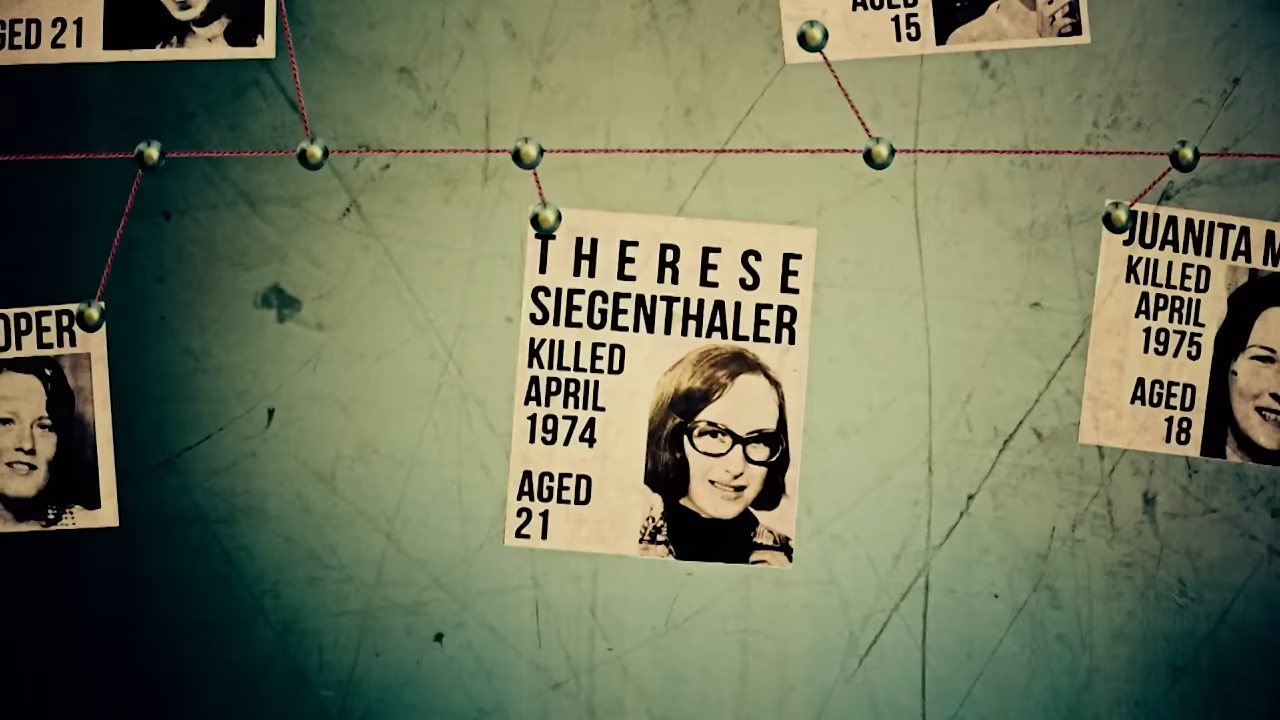 AGED 21
AGED
15
OPER
THERESE
SIEGENTHALER
KILLED
APRIL
1974
AGED
21
JUANITA M
KILLED
APRIL
1975
AGED
18